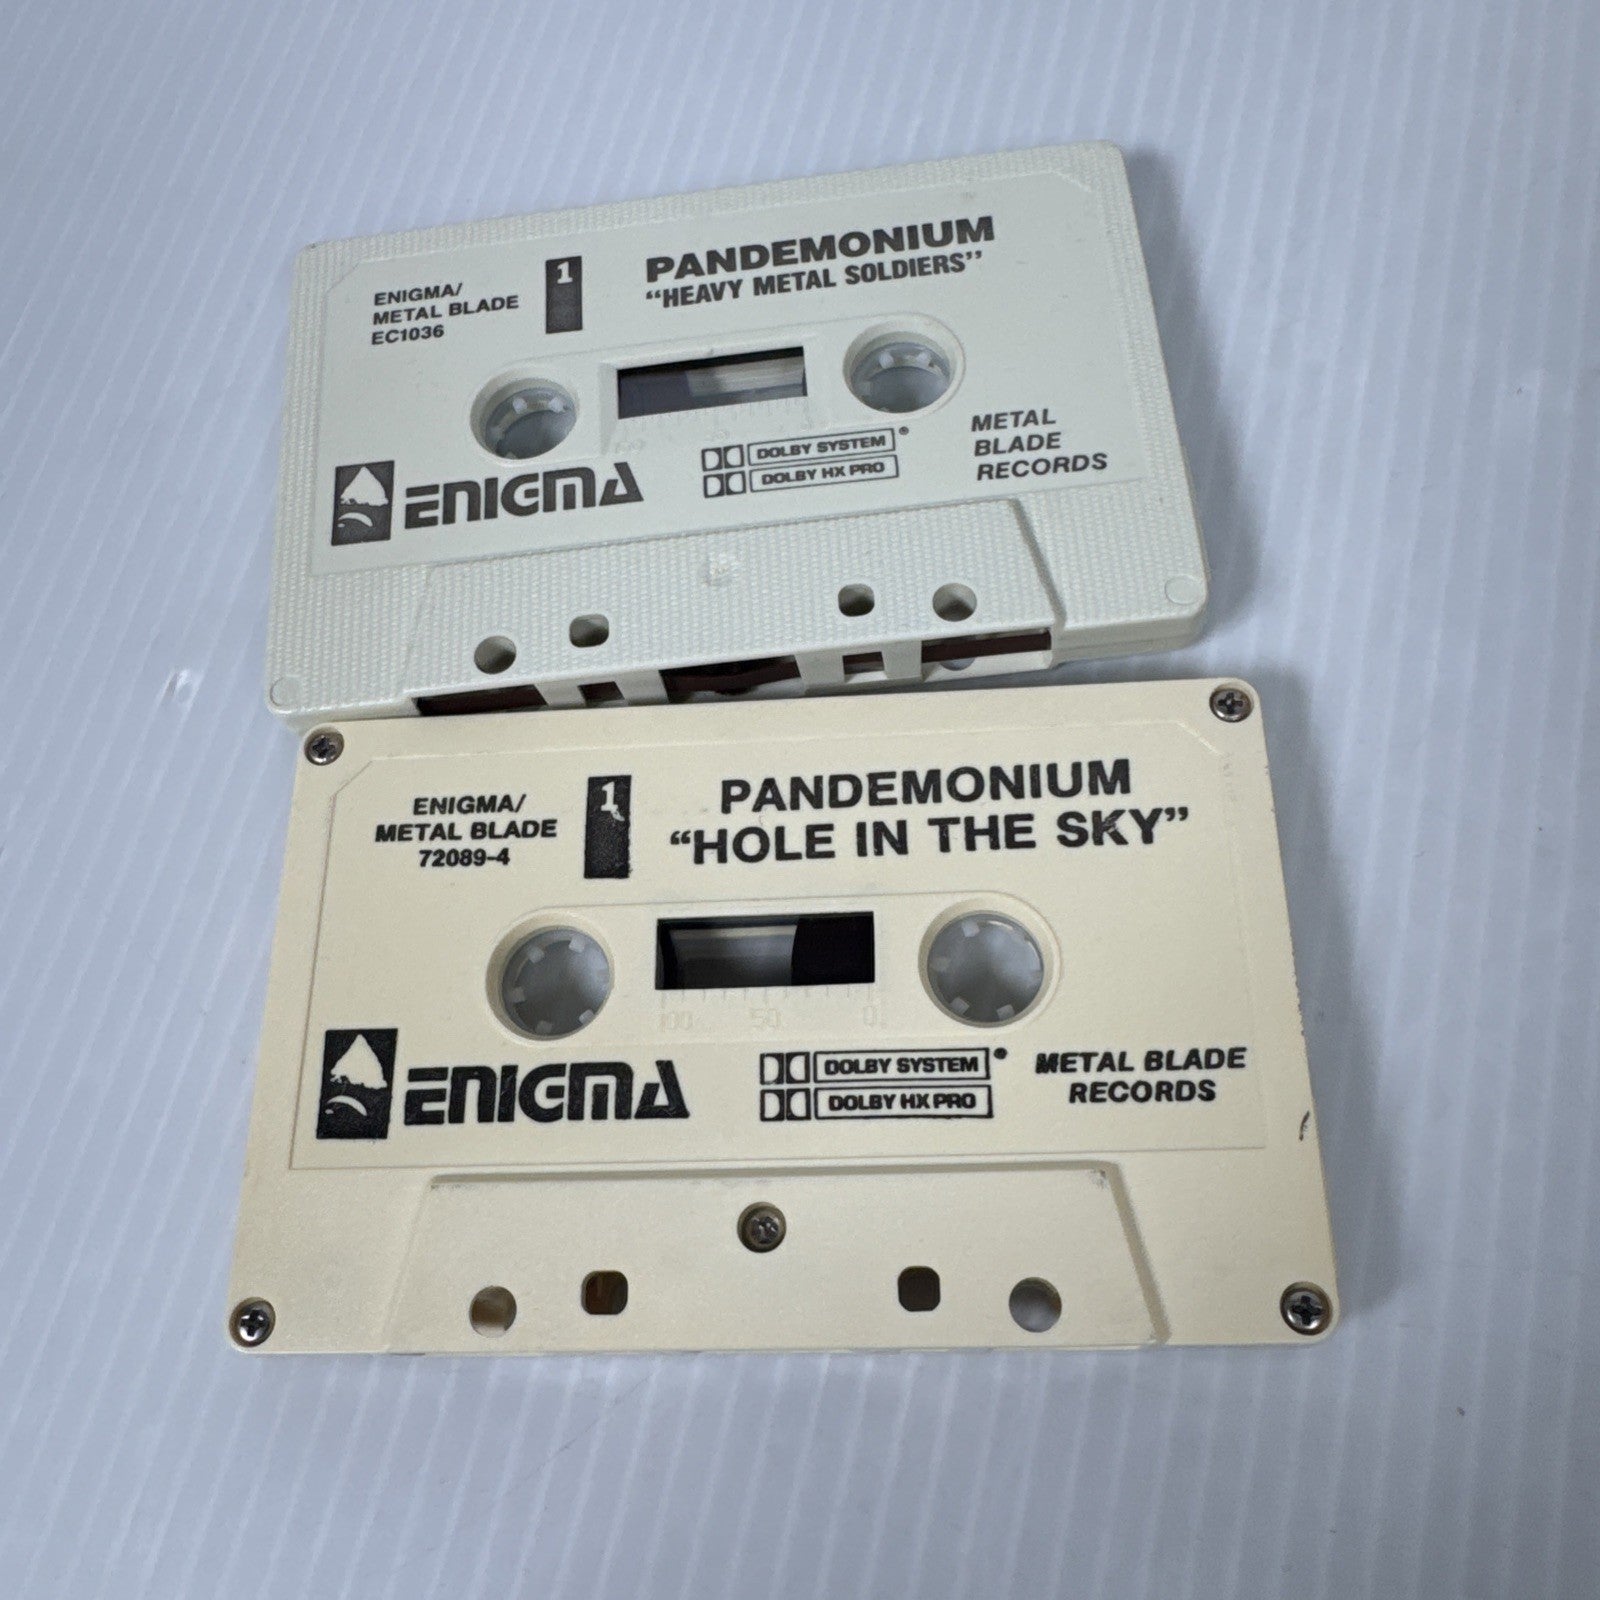 ENIGMA/
METAL BLADE
EC1036
1
PANDEMONIUM
“HEAVY METAL SOLDIERS”
ENIGMA
DOLBY SYSTEM®
DOLBY HX PRO
METAL
BLADE
RECORDS
ENIGMA/
METAL BLADE
72089-4
1
PANDEMONIUM
“HOLE IN THE SKY”
100 50 0
ENIGMA
DOLBY SYSTEM®
DOLBY HX PRO
METAL BLADE
RECORDS